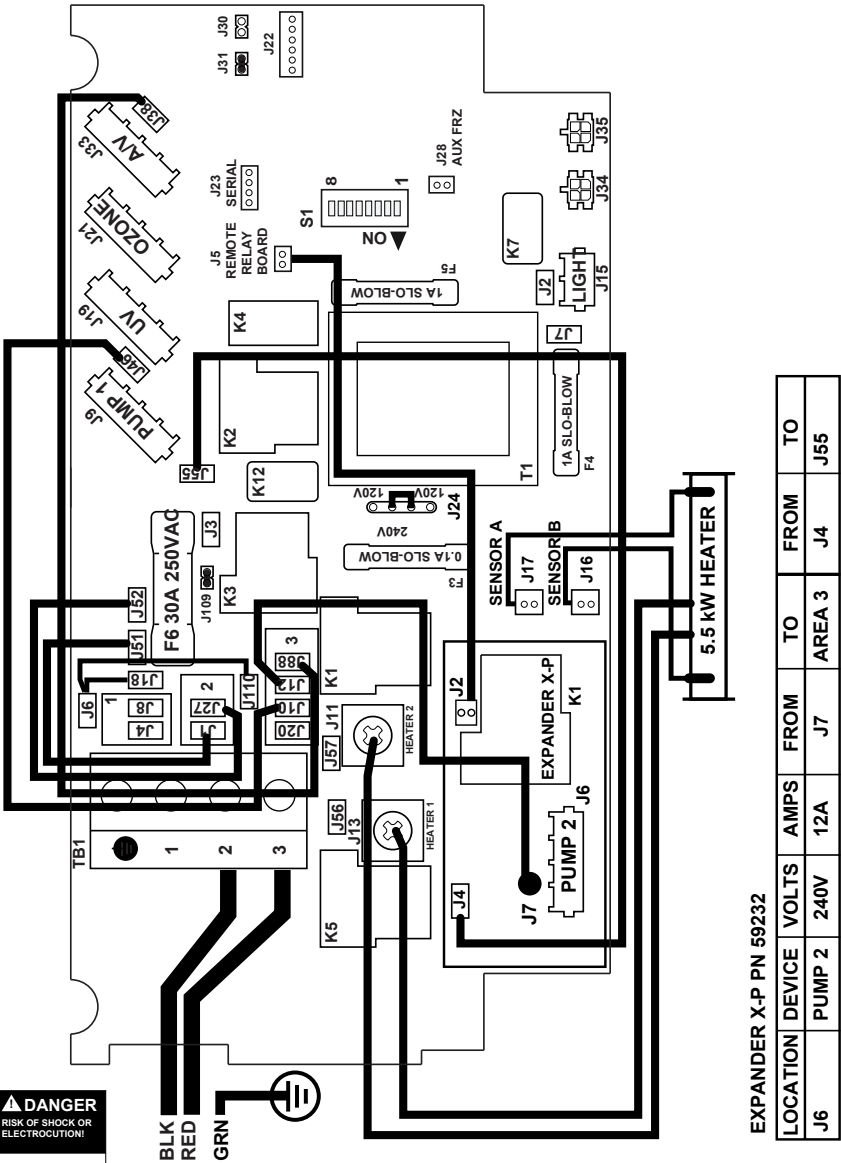 J30
J31
J22
J38
J33
A/V
J23
SERIAL
J28
AUX FRZ
J35
J34
S1
8
1
ON
J21
OZONE
J5
REMOTE
RELAY
BOARD
F5
1A SLO-BLOW
K7
J2
LIGHT
J15
J19
UV
J46
K4
J7
J9
PUMP 1
K2
J55
K12
T1
1A SLO-BLOW
F4
120V
120V
240V
J24
F6 30A 250VAC
J3
J109
K3
0.1A SLO-BLOW
F3
SENSOR A
J17
SENSOR B
J16
5.5 kW HEATER
J52
J51
J18
J6
J110
1
J8
J4
2
J27
J1
3
J88
J12
J10
J20
K1
J11
HEATER 2
J57
J56
J13
HEATER 1
K5
TB1
1
2
3
J2
EXPANDER X-P
K1
J6
PUMP 2
J7
J4
BLK
RED
GRN
DANGER
RISK OF SHOCK OR
ELECTROCUTION!
EXPANDER X-P PN 59232
LOCATION DEVICE VOLTS AMPS FROM TO FROM TO
J6 PUMP 2 240V 12A J7 AREA 3 J4 J55